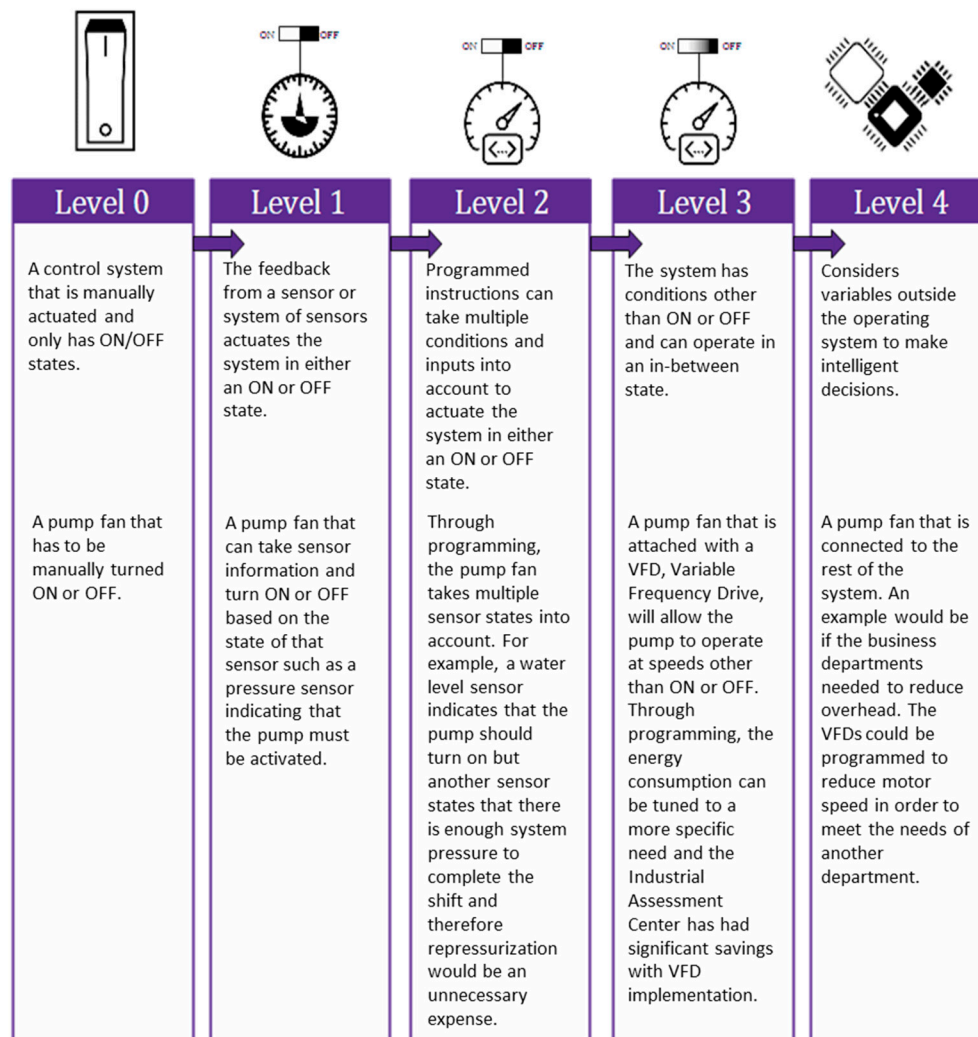 ON OFF
ON OFF
ON OFF
<...>
<...>
Level 0
A control system
that is manually
actuated and
only has ON/OFF
states.
A pump fan that
has to be
manually turned
ON or OFF.
Level 1
The feedback
from a sensor or
system of sensors
actuates the
system in either
an ON or OFF
state.
A pump fan that
can take sensor
information and
turn ON or OFF
based on the
state of that
sensor such as a
pressure sensor
indicating that
the pump must
be activated.
Level 2
Programmed
instructions can
take multiple
conditions and
inputs into
account to
actuate the
system in either
an ON or OFF
state.
Through
programming,
the pump fan
takes multiple
sensor states into
account. For
example, a water
level sensor
indicates that the
pump should
turn on but
another sensor
states that there
is enough system
pressure to
complete the
shift and
therefore
repressurization
would be an
unnecessary
expense.
Level 3
The system has
conditions other
than ON or OFF
and can operate in
an in-between
state.
A pump fan that is
attached with a
VFD, Variable
Frequency Drive,
will allow the
pump to operate
at speeds other
than ON or OFF.
Through
programming, the
energy
consumption can
be tuned to a
more specific
need and the
Industrial
Assessment
Center has had
significant savings
with VFD
implementation.
Level 4
Considers
variables outside
the operating
system to make
intelligent
decisions.
A pump fan that is
connected to the
rest of the
system. An
example would be
if the business
departments
needed to reduce
overhead. The
VFDs could be
programmed to
reduce motor
speed in order to
meet the needs of
another
department.